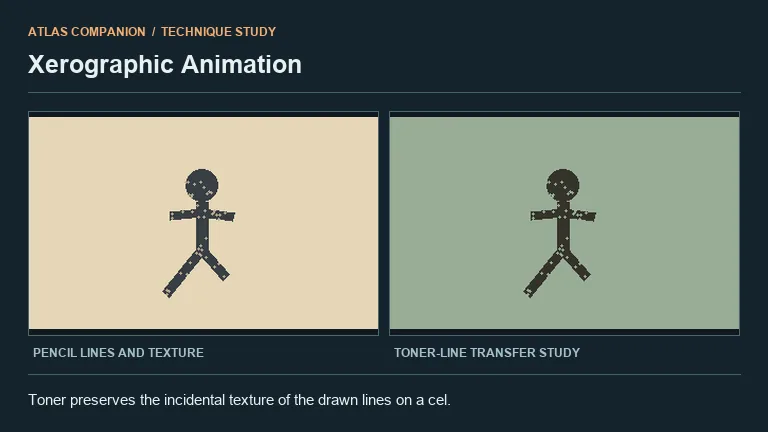 ATLAS COMPANION / TECHNIQUE STUDY
Xerographic Animation
PENCIL LINES AND TEXTURE
TONER-LINE TRANSFER STUDY
Toner preserves the incidental texture of the drawn lines on a cel.